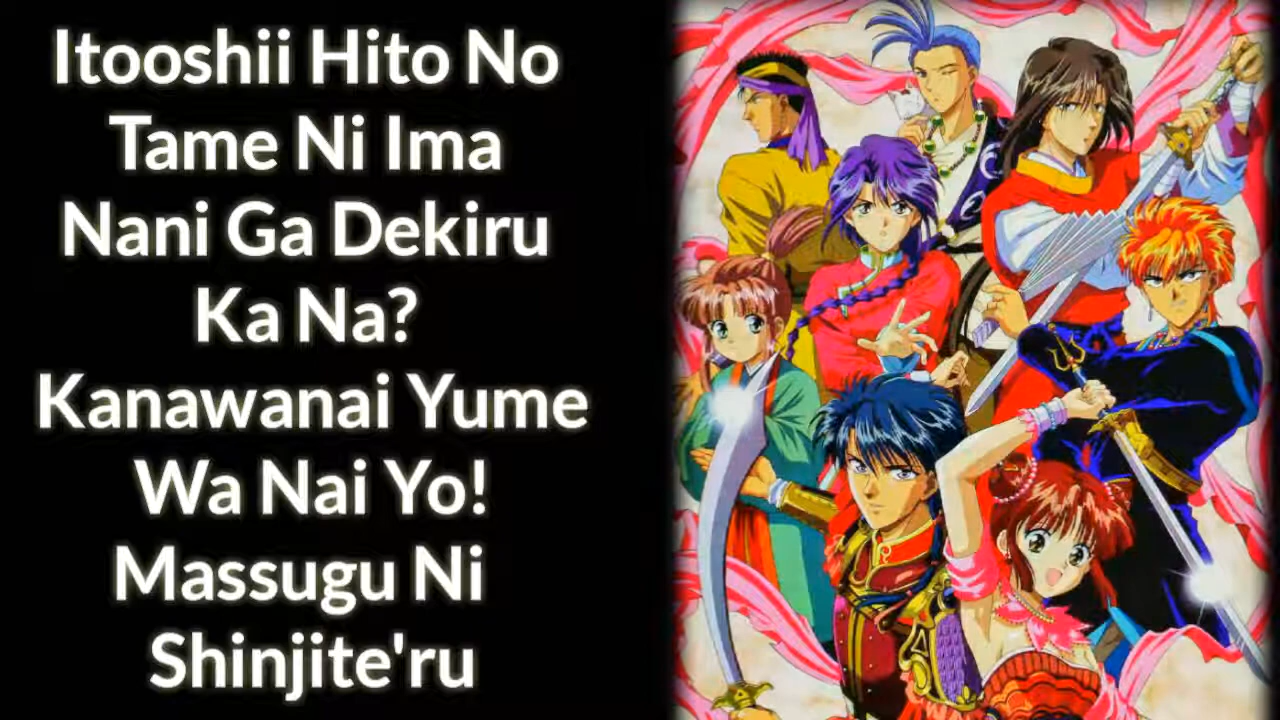 Itooshii Hito No
Tame Ni Ima
Nani Ga Dekiru
Ka Na?
Kanawanai Yume
Wa Nai Yo!
Massugu Ni
Shinjite'ru